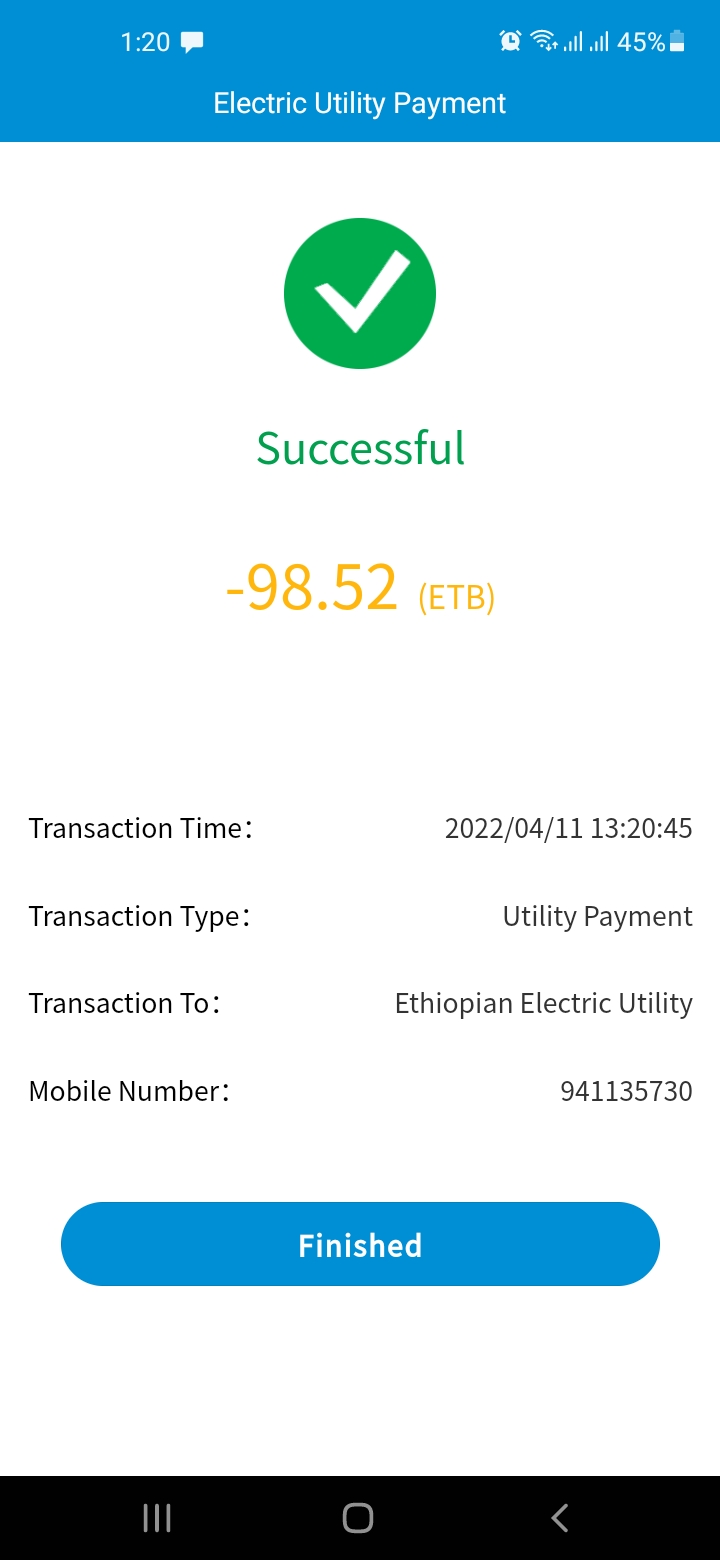 1:20 45%
Electric Utility Payment
Successful
-98.52 (ETB)
Transaction Time: 2022/04/11 13:20:45
Transaction Type: Utility Payment
Transaction To: Ethiopian Electric Utility
Mobile Number: 941135730
Finished